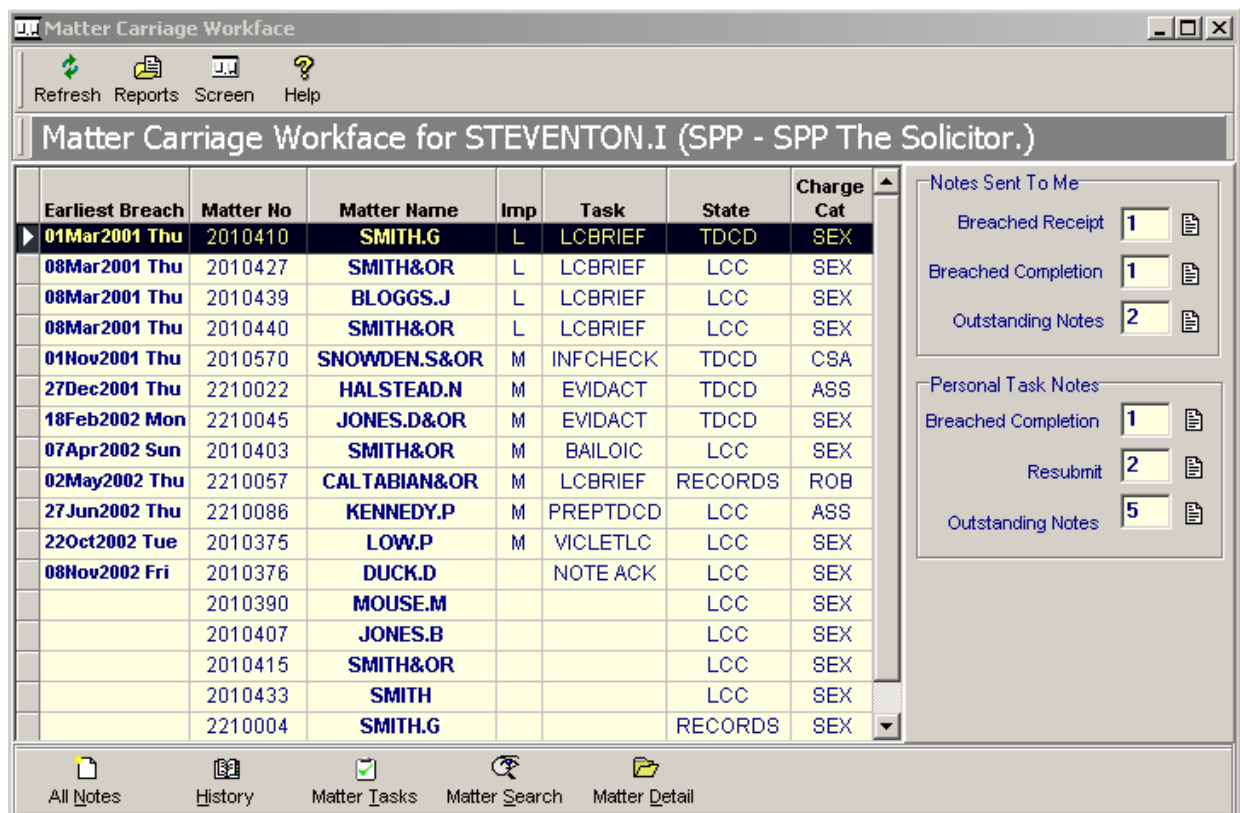 Matter Carriage Workface
Refresh Reports Screen Help
Matter Carriage Workface for STEVENTON.I (SPP - SPP The Solicitor.)
Earliest Breach Matter No Matter Name Imp Task State Charge Cat
01Mar2001 Thu 2010410 SMITH.G L LCBRIEF TDCD SEX
08Mar2001 Thu 2010427 SMITH&OR L LCBRIEF LCC SEX
08Mar2001 Thu 2010439 BLOGGS.J L LCBRIEF LCC SEX
08Mar2001 Thu 2010440 SMITH&OR L LCBRIEF LCC SEX
01Nov2001 Thu 2010570 SNOWDEN.S&OR M INFCHECK TDCD CSA
27Dec2001 Thu 2210022 HALSTEAD.N M EVIDACT TDCD ASS
18Feb2002 Mon 2210045 JONES.D&OR M EVIDACT TDCD SEX
07Apr2002 Sun 2010403 SMITH&OR M BAILOIC LCC SEX
02May2002 Thu 2210057 CALTABIAN&OR M LCBRIEF RECORDS ROB
27Jun2002 Thu 2210086 KENNEDY.P M PREPTDCD LCC ASS
22Oct2002 Tue 2010375 LOW.P M VICLETLC LCC SEX
08Nov2002 Fri 2010376 DUCK.D NOTE ACK LCC SEX
2010390 MOUSE.M LCC SEX
2010407 JONES.B LCC SEX
2010415 SMITH&OR LCC SEX
2010433 SMITH LCC SEX
2210004 SMITH.G RECORDS SEX
Notes Sent To Me
Breached Receipt 1
Breached Completion 1
Outstanding Notes 2
Personal Task Notes
Breached Completion 1
Resubmit 2
Outstanding Notes 5
All Notes History Matter Tasks Matter Search Matter Detail